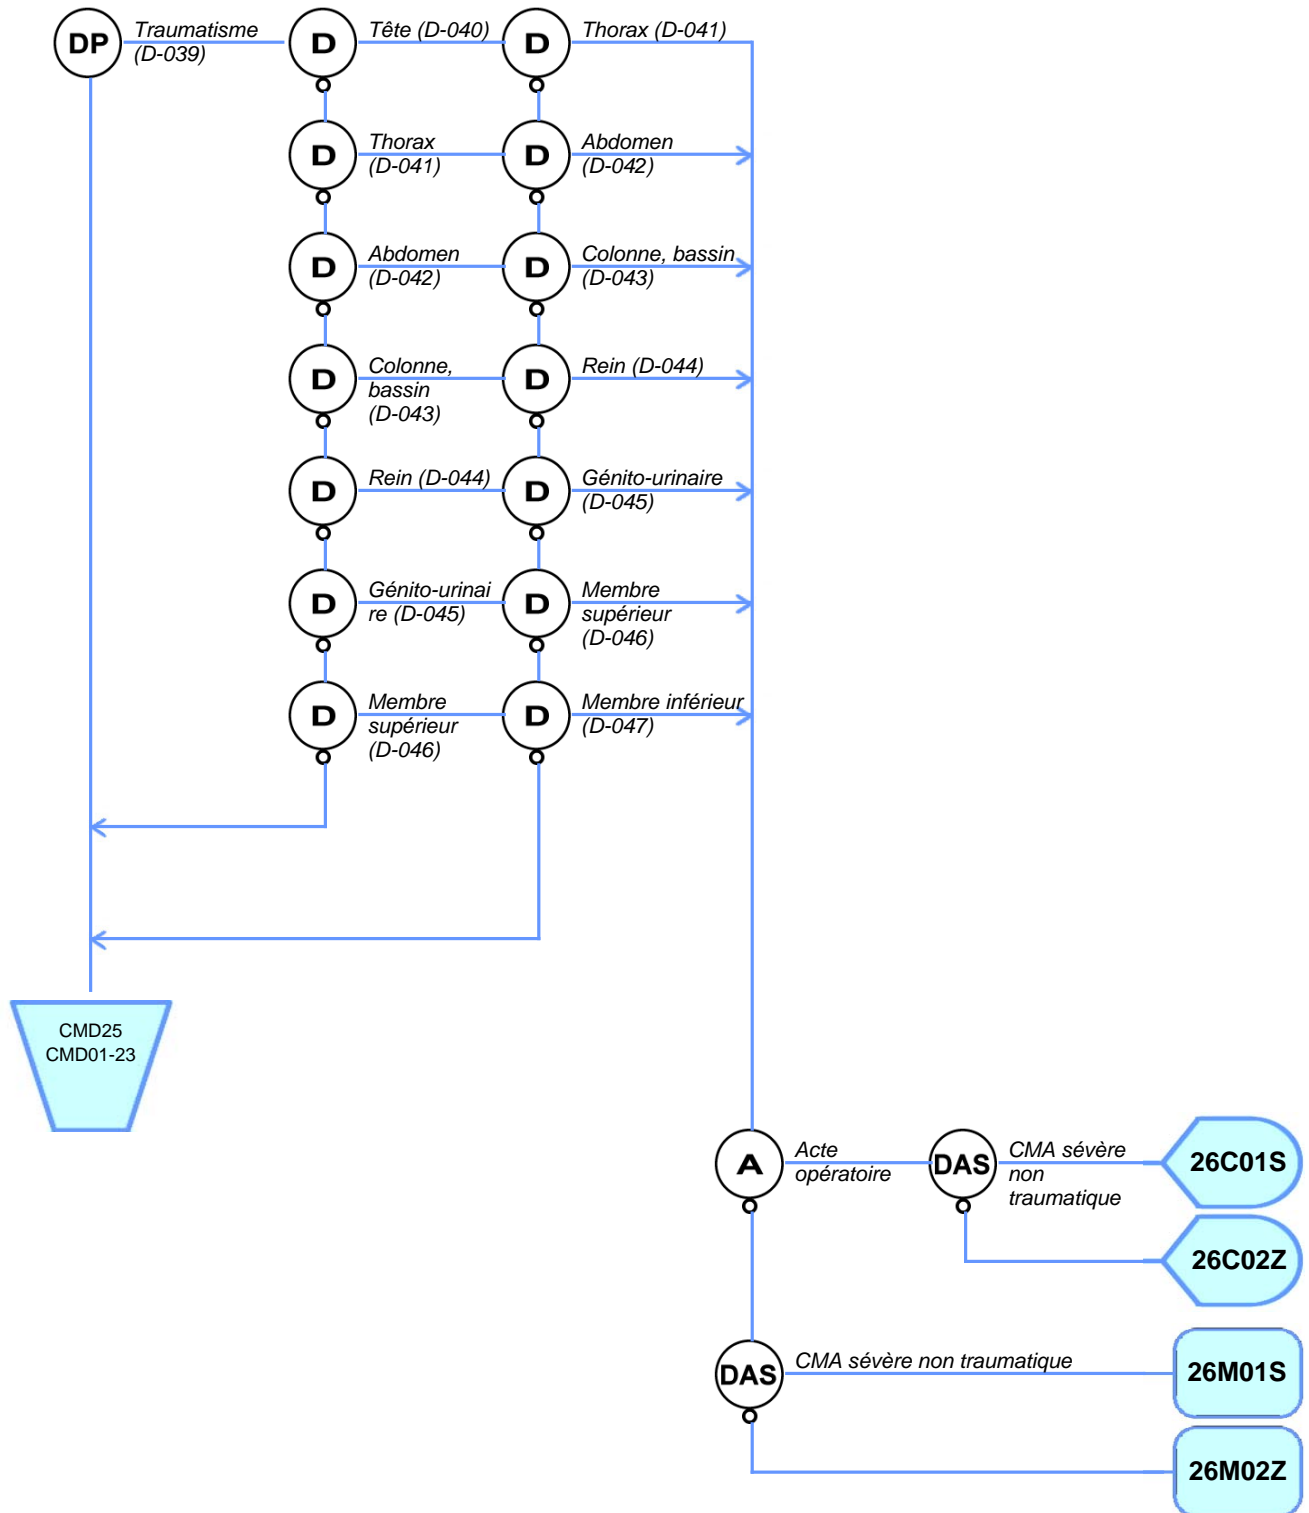 DP
Traumatisme
(D-039)
D
Tête (D-040)
D
Thorax (D-041)
D
Thorax
(D-041)
D
Abdomen
(D-042)
D
Abdomen
(D-042)
D
Colonne, bassin
(D-043)
D
Colonne,
bassin
(D-043)
D
Rein (D-044)
D
Rein (D-044)
D
Génito-urinaire
(D-045)
D
Génito-urinai
re (D-045)
D
Membre
supérieur
(D-046)
D
Membre
supérieur
(D-046)
D
Membre inférieur
(D-047)
CMD25
CMD01-23
A
Acte
opératoire
DAS
CMA sévère
non
traumatique
26C01S
26C02Z
DAS
CMA sévère non traumatique
26M01S
26M02Z